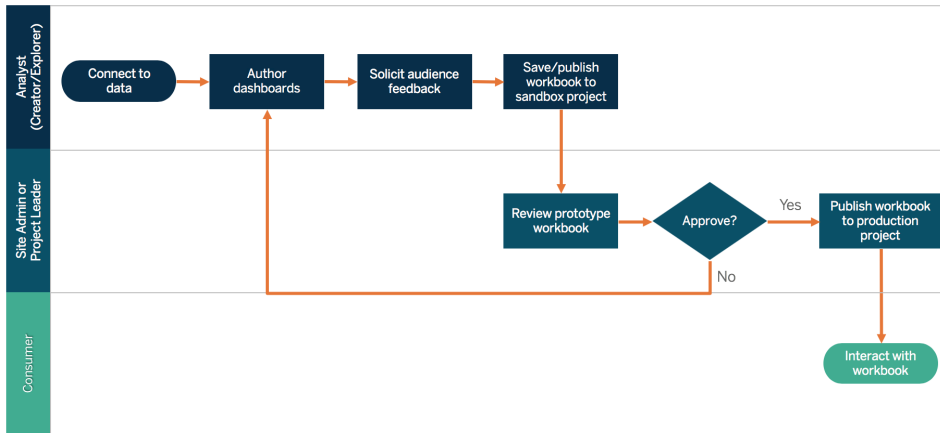 Analyst
(Creator/Explorer)
Connect to
data
Author
dashboards
Solicit audience
feedback
Save/publish
workbook to
sandbox project
Site Admin or
Project Leader
Review prototype
workbook
Approve?
Yes
No
Publish workbook
to production
project
Consumer
Interact with
workbook